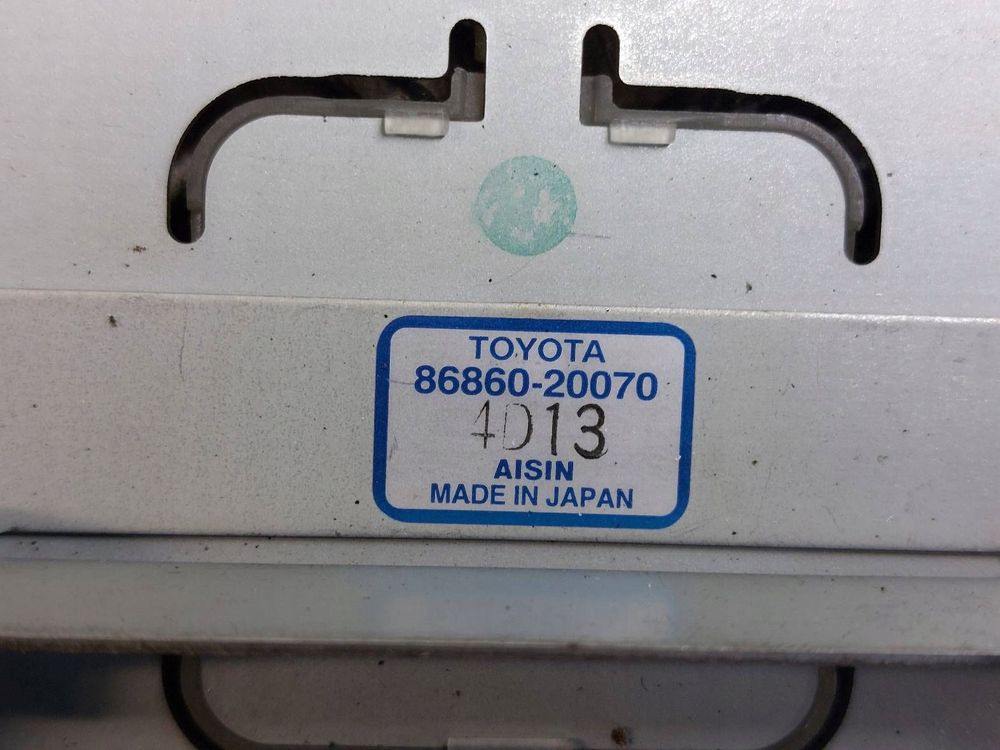 TOYOTA
86860-20070
4D13
AISIN
MADE IN JAPAN